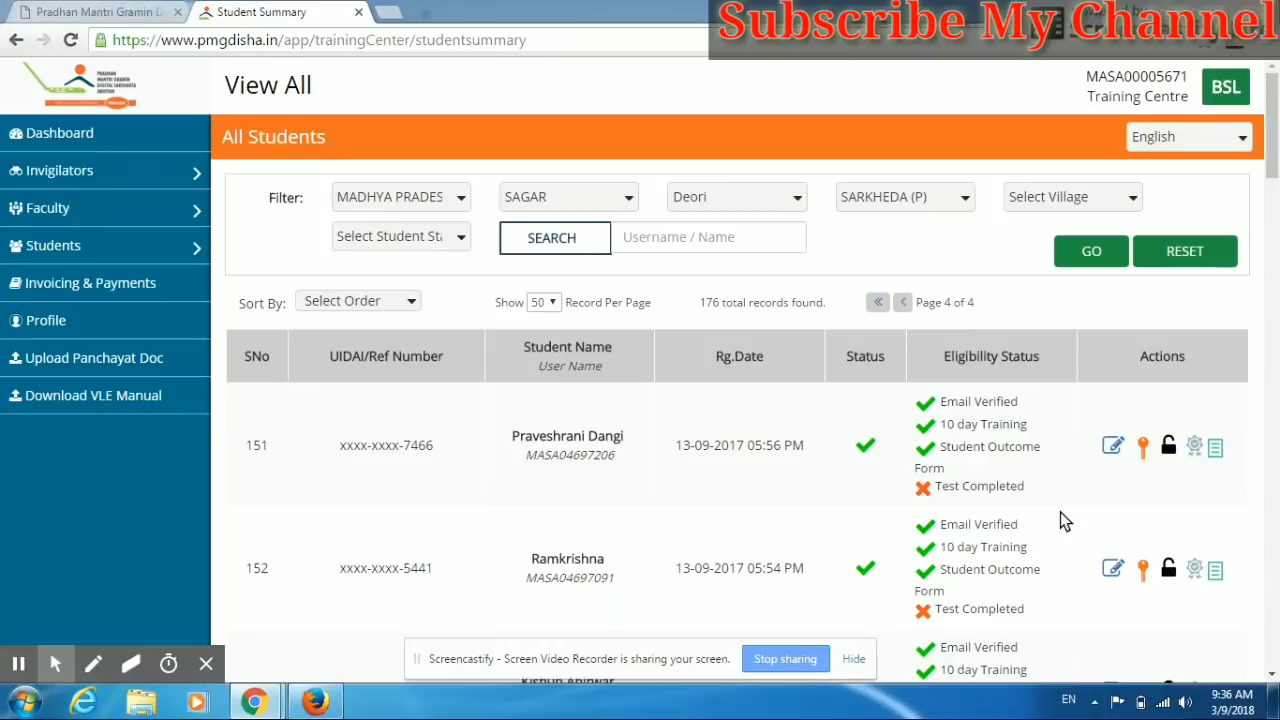 Pradhan Mantri Gramin D
Student Summary
Subscribe My Channel
https://www.pmgdisha.in/app/trainingCenter/studentsummary
PRADHAN
MANTRI GRAMIN
DIGITAL SAKSHARTA
ABHIYAN
View All
MASA00005671
Training Centre
BSL
Dashboard
Invigilators
Faculty
Students
Invoicing & Payments
Profile
Upload Panchayat Doc
Download VLE Manual
All Students
English
Filter:
MADHYA PRADES
SAGAR
Deori
SARKHEDA (P)
Select Village
Select Student Sta
SEARCH
Username / Name
GO
RESET
Sort By:
Select Order
Show 50 Record Per Page
176 total records found.
« < Page 4 of 4
SNo
UIDAI/Ref Number
Student Name
User Name
Rg.Date
Status
Eligibility Status
Actions
151
xxxx-xxxx-7466
Praveshrani Dangi
MASA04697206
13-09-2017 05:56 PM
Email Verified
10 day Training
Student Outcome
Form
Test Completed
152
xxxx-xxxx-5441
Ramkrishna
MASA04697091
13-09-2017 05:54 PM
Email Verified
10 day Training
Student Outcome
Form
Test Completed
Email Verified
10 day Training
Screencastify - Screen Video Recorder is sharing your screen.
Stop sharing
Hide
EN
9:36 AM
3/9/2018